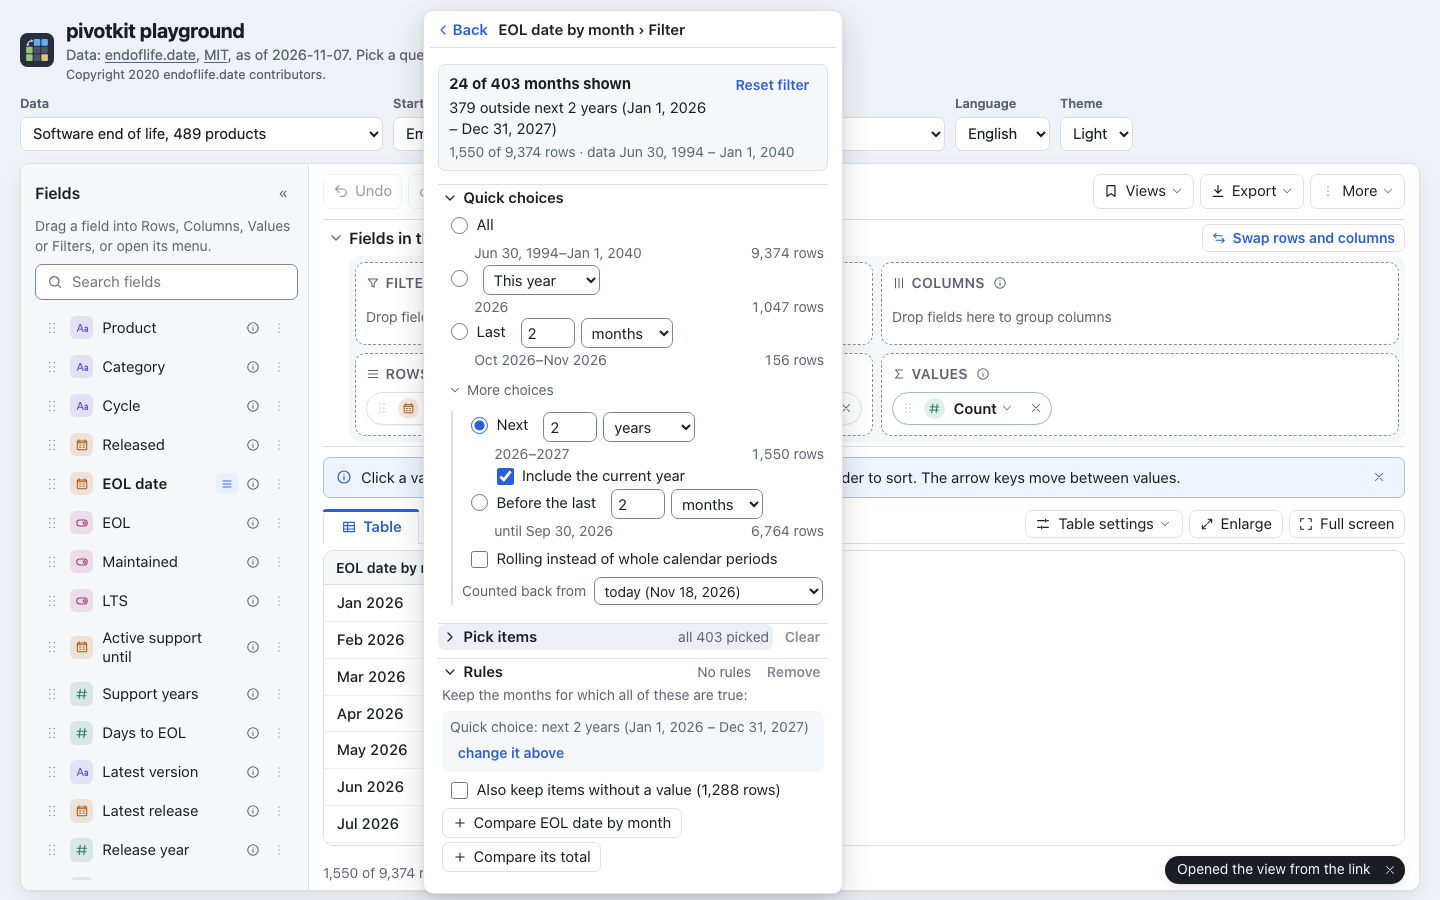 pivotkit playground
Data: endoflife.date, MIT, as of 2026-11-07. Pick a que
Copyright 2020 endoflife.date contributors.
Data
Start
Language
Theme
Software end of life, 489 products
Em
English
Light
Fields
«
Drag a field into Rows, Columns, Values
or Filters, or open its menu.
Search fields
Aa Product
Aa Category
Aa Cycle
Released
EOL date
EOL
Maintained
LTS
Active support
until
# Support years
# Days to EOL
Aa Latest version
Latest release
# Release year
Undo
Views
Export
More
Fields in t
Swap rows and columns
FILTE
Drop fiel
COLUMNS
Drop fields here to group columns
ROWS
Σ VALUES
# Count
Click a va
der to sort. The arrow keys move between values.
Table
Table settings
Enlarge
Full screen
EOL date by
Jan 2026
Feb 2026
Mar 2026
Apr 2026
May 2026
Jun 2026
Jul 2026
1,550 of 9,374 r
Opened the view from the link
Back EOL date by month › Filter
24 of 403 months shown
Reset filter
379 outside next 2 years (Jan 1, 2026
– Dec 31, 2027)
1,550 of 9,374 rows · data Jun 30, 1994 – Jan 1, 2040
Quick choices
All
Jun 30, 1994–Jan 1, 2040 9,374 rows
This year
2026 1,047 rows
Last 2 months
Oct 2026–Nov 2026 156 rows
More choices
Next 2 years
2026–2027 1,550 rows
Include the current year
Before the last 2 months
until Sep 30, 2026 6,764 rows
Rolling instead of whole calendar periods
Counted back from today (Nov 18, 2026)
Pick items all 403 picked Clear
Rules No rules Remove
Keep the months for which all of these are true:
Quick choice: next 2 years (Jan 1, 2026 – Dec 31, 2027)
change it above
Also keep items without a value (1,288 rows)
+ Compare EOL date by month
+ Compare its total